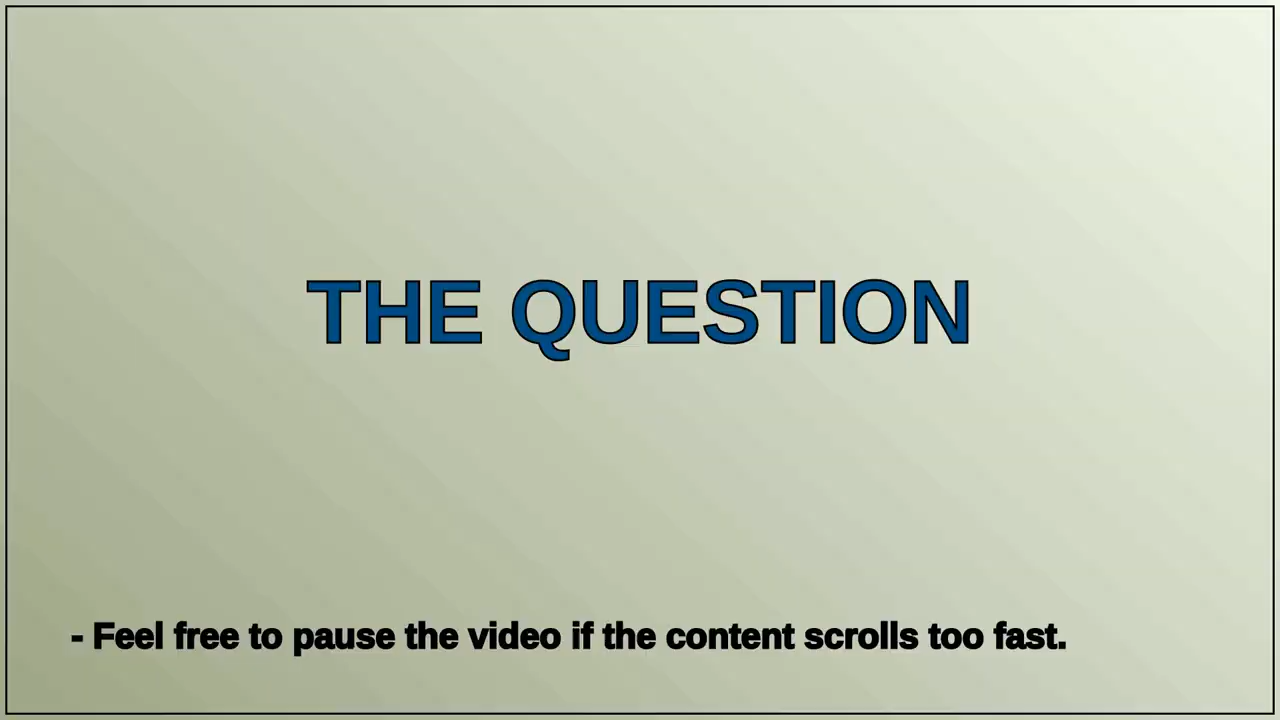 THE QUESTION
- Feel free to pause the video if the content scrolls too fast.